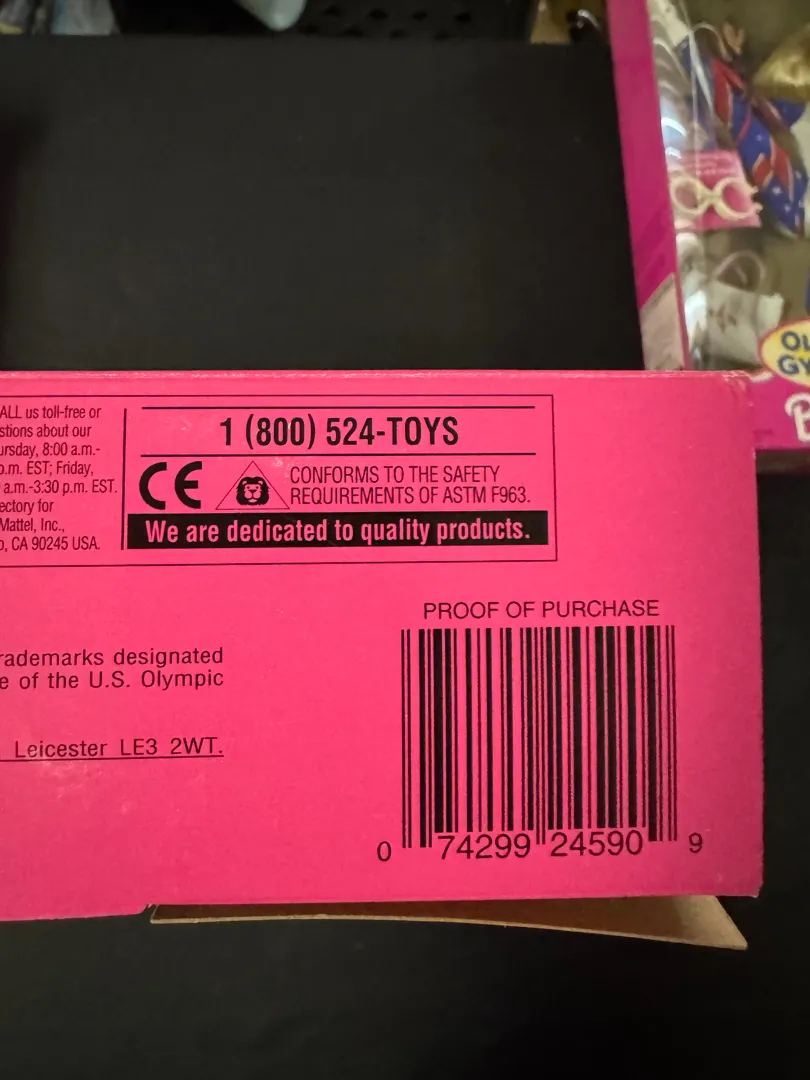 OL
GY
B
ALL us toll-free or
stions about our
ursday, 8:00 a.m.-
p.m. EST; Friday,
a.m.-3:30 p.m. EST.
ectory for
Mattel, Inc.,
o, CA 90245 USA.
1 (800) 524-TOYS
CE
CONFORMS TO THE SAFETY
REQUIREMENTS OF ASTM F963.
We are dedicated to quality products.
PROOF OF PURCHASE
rademarks designated
e of the U.S. Olympic
Leicester LE3 2WT.
0 74299 24590 9